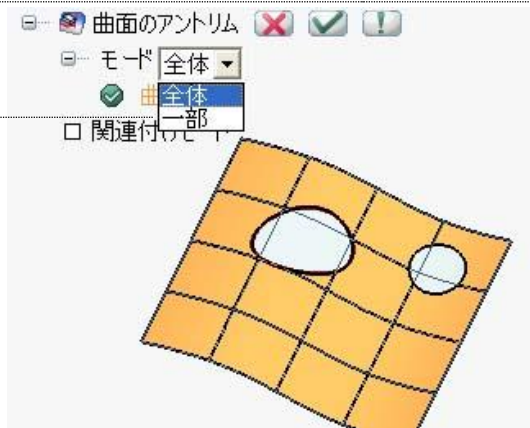 曲面のアントリム
モード 全体
全体
一部
関連付けモード